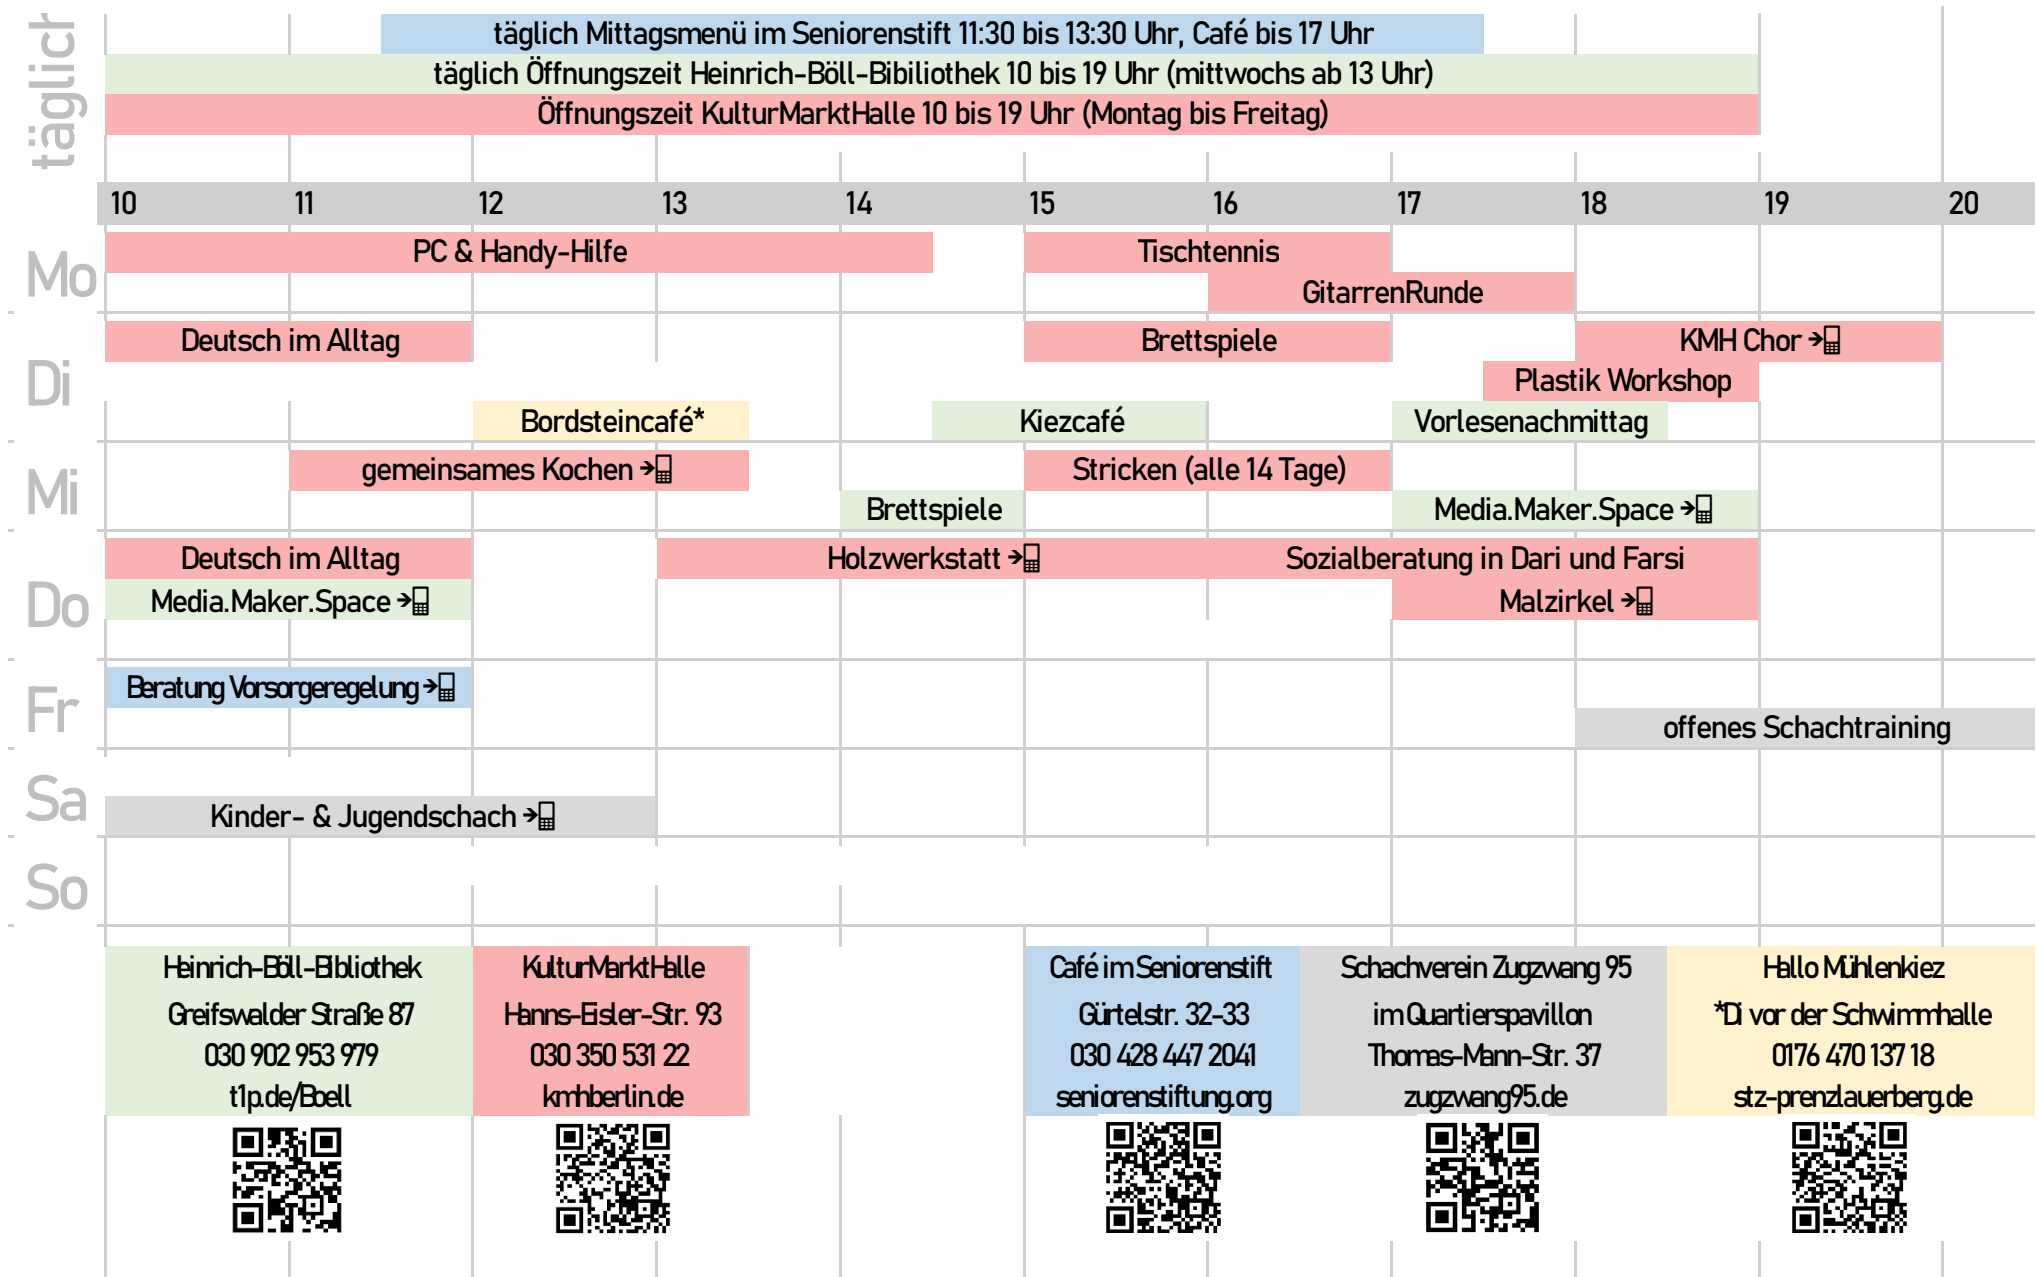 täglich
täglich Mittagsmenü im Seniorenstift 11:30 bis 13:30 Uhr, Café bis 17 Uhr
täglich Öffnungszeit Heinrich-Böll-Bibiliothek 10 bis 19 Uhr (mittwochs ab 13 Uhr)
Öffnungszeit KulturMarktHalle 10 bis 19 Uhr (Montag bis Freitag)
10 11 12 13 14 15 16 17 18 19 20
Mo
PC & Handy-Hilfe
Tischtennis
GitarrenRunde
Di
Deutsch im Alltag
Brettspiele
KMH Chor →
Plastik Workshop
Bordsteincafé*
Kiezcafé
Vorlesenachmittag
Mi
gemeinsames Kochen →
Stricken (alle 14 Tage)
Brettspiele
Media.Maker.Space →
Do
Deutsch im Alltag
Holzwerkstatt →
Sozialberatung in Dari und Farsi
Media.Maker.Space →
Malzirkel →
Fr
Beratung Vorsorgeregelung →
offenes Schachtraining
Sa
Kinder- & Jugendschach →
So
Heinrich-Böll-Bibliothek
Greifswalder Straße 87
030 902 953 979
t1p.de/Boell
KulturMarktHalle
Hanns-Eisler-Str. 93
030 350 531 22
kmhberlin.de
Café im Seniorenstift
Gürtelstr. 32-33
030 428 447 2041
seniorenstiftung.org
Schachverein Zugzwang 95
im Quartierspavillon
Thomas-Mann-Str. 37
zugzwang95.de
Hallo Mühlenkiez
*Di vor der Schwimmhalle
0176 470 137 18
stz-prenzlauerberg.de